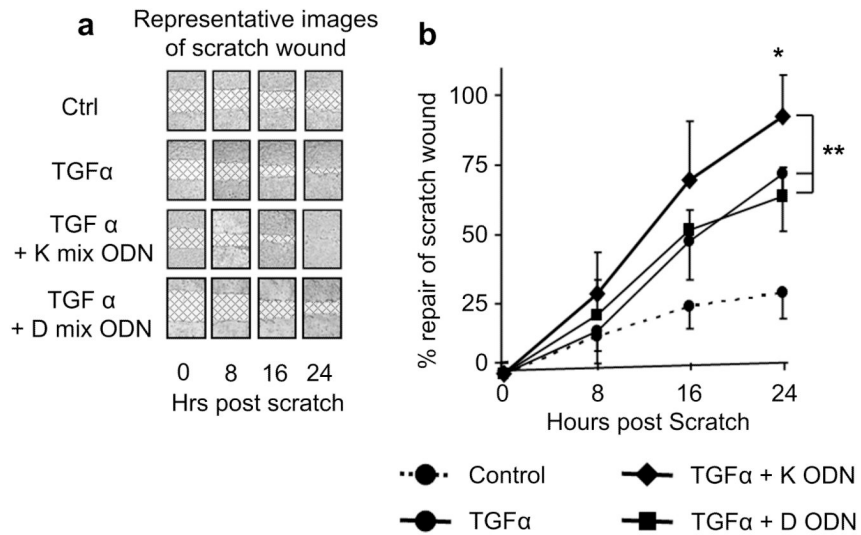 a
Representative images
of scratch wound
Ctrl
TGFα
TGF α
+ K mix ODN
TGF α
+ D mix ODN
0 8 16 24
Hrs post scratch
b
% repair of scratch wound
100
75
50
25
0
*
**
0 8 16 24
Hours post Scratch
Control
TGFα
TGFα + K ODN
TGFα + D ODN